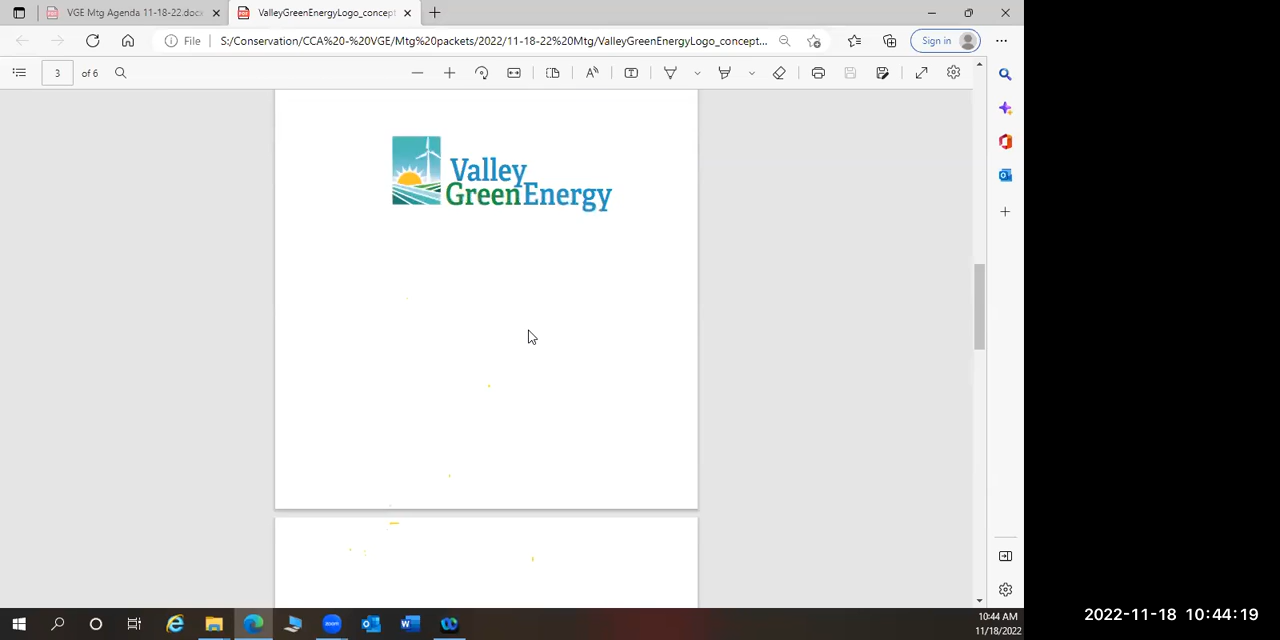 VGE Mtg Agenda 11-18-22.docx
ValleyGreenEnergyLogo_concept
File
S:/Conservation/CCA%20-%20VGE/Mtg%20packets/2022/11-18-22%20Mtg/ValleyGreenEnergyLogo_concept...
Sign in
3 of 6
Valley
GreenEnergy
zoom
10:44 AM
11/18/2022
2022-11-18 10:44:19